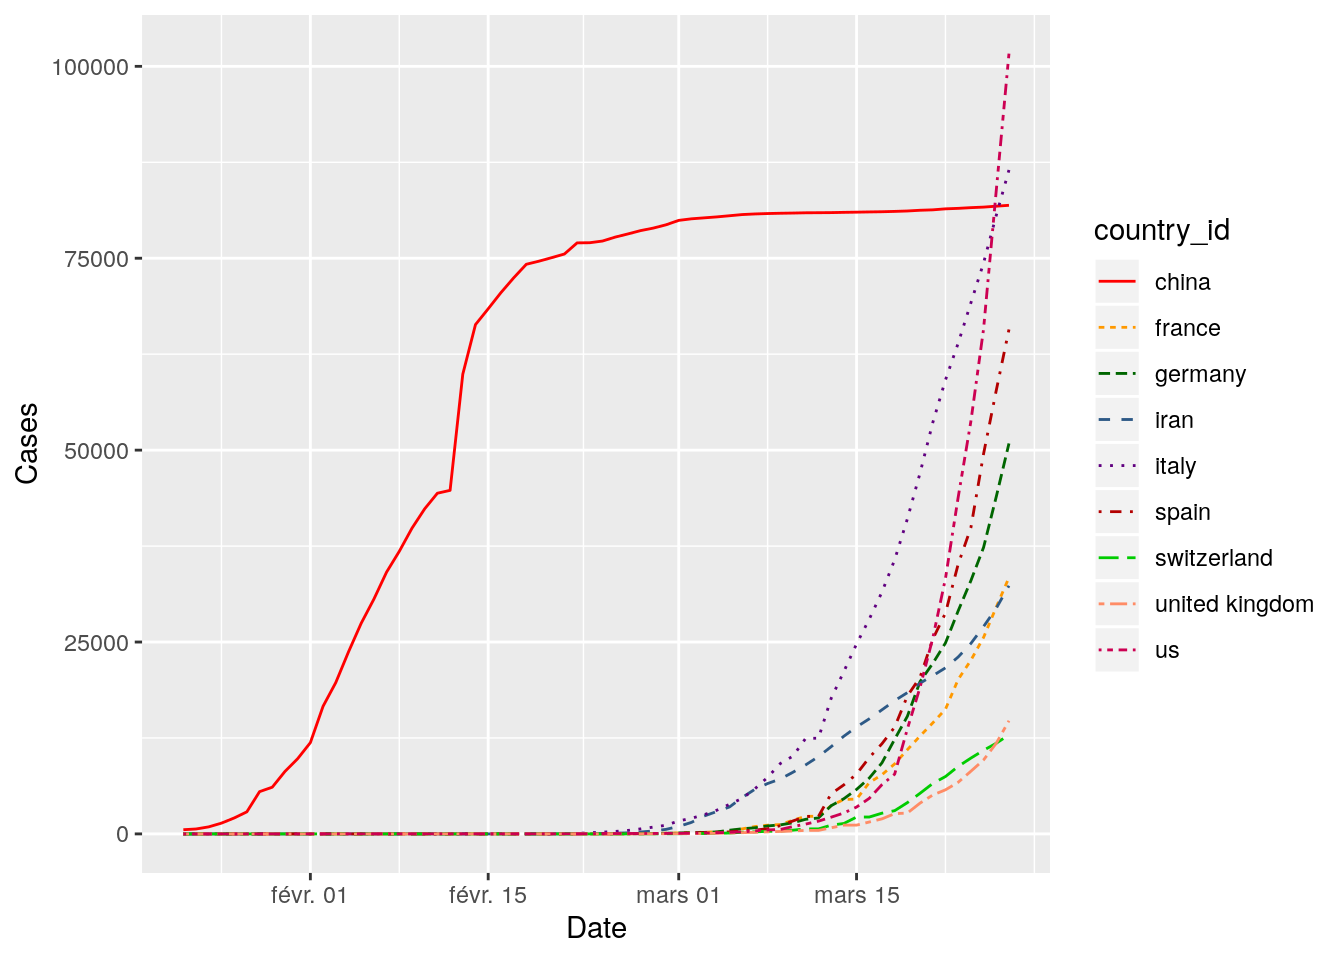 100000
75000
50000
25000
0
Cases
févr. 01
févr. 15
mars 01
mars 15
Date
country_id
china
france
germany
iran
italy
spain
switzerland
united kingdom
us